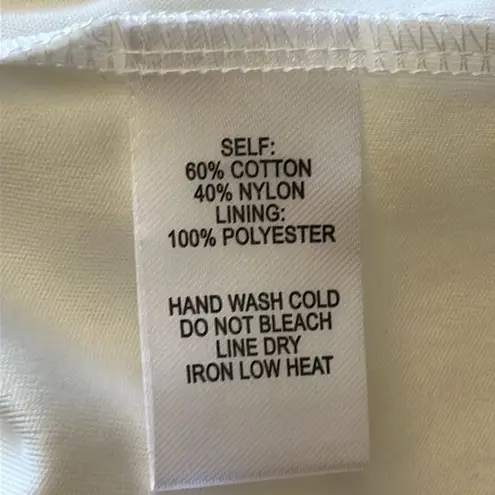 SELF:
60% COTTON
40% NYLON
LINING:
100% POLYESTER
HAND WASH COLD
DO NOT BLEACH
LINE DRY
IRON LOW HEAT